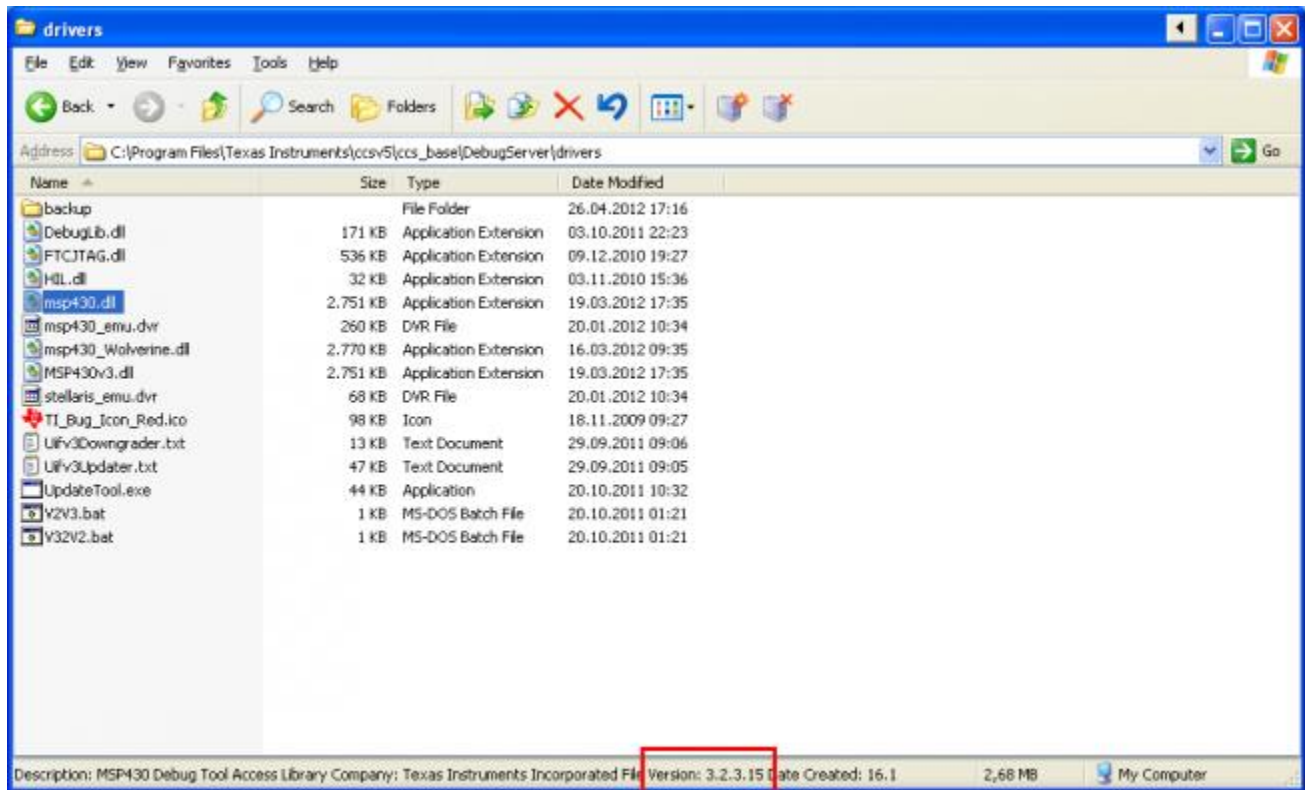 drivers
File Edit View Favorites Tools Help
Back Search Folders
Address C:\Program Files\Texas Instruments\ccsv5\ccs_base\DebugServer\drivers Go
Name Size Type Date Modified
backup File Folder 26.04.2012 17:16
DebugLib.dll 171 KB Application Extension 03.10.2011 22:23
FTCJTAG.dll 536 KB Application Extension 09.12.2010 19:27
HIL.dll 32 KB Application Extension 03.11.2010 15:36
msp430.dll 2.751 KB Application Extension 19.03.2012 17:35
msp430_emu.dvr 260 KB DVR File 20.01.2012 10:34
msp430_Wolverine.dll 2.770 KB Application Extension 16.03.2012 09:35
MSP430v3.dll 2.751 KB Application Extension 19.03.2012 17:35
stellaris_emu.dvr 68 KB DVR File 20.01.2012 10:34
TI_Bug_Icon_Red.ico 98 KB Icon 18.11.2009 09:27
Uifv3Downgrader.txt 13 KB Text Document 29.09.2011 09:06
Uifv3Updater.txt 47 KB Text Document 29.09.2011 09:05
UpdateTool.exe 44 KB Application 20.10.2011 10:32
V2V3.bat 1 KB MS-DOS Batch File 20.10.2011 01:21
V32V2.bat 1 KB MS-DOS Batch File 20.10.2011 01:21
Description: MSP430 Debug Tool Access Library Company: Texas Instruments Incorporated File Version: 3.2.3.15 Date Created: 16.1 2,68 MB My Computer